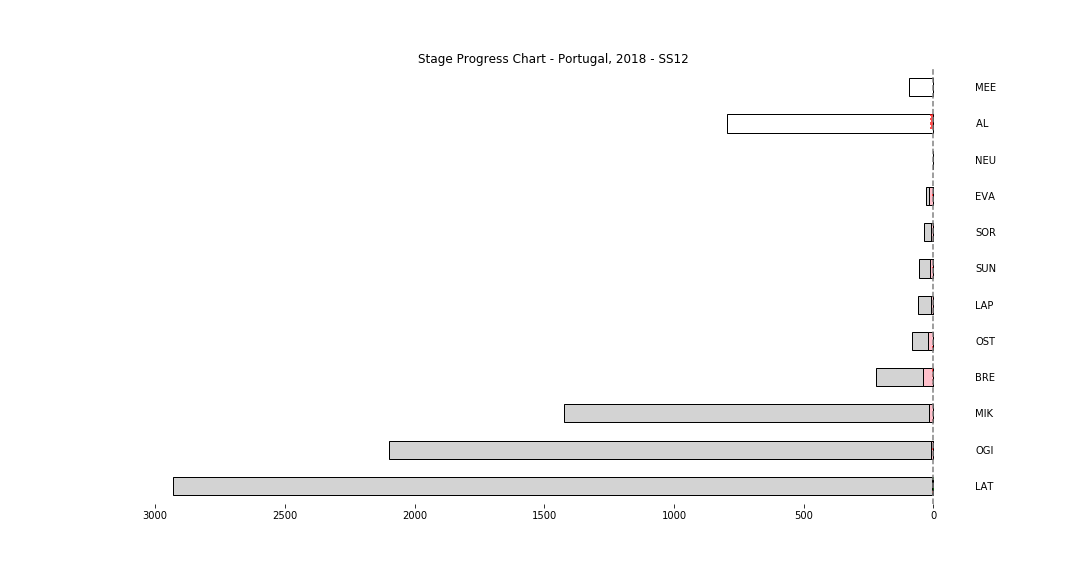 Stage Progress Chart - Portugal, 2018 - SS12
MEE
AL
NEU
EVA
SOR
SUN
LAP
OST
BRE
MIK
OGI
LAT
3000 2500 2000 1500 1000 500 0